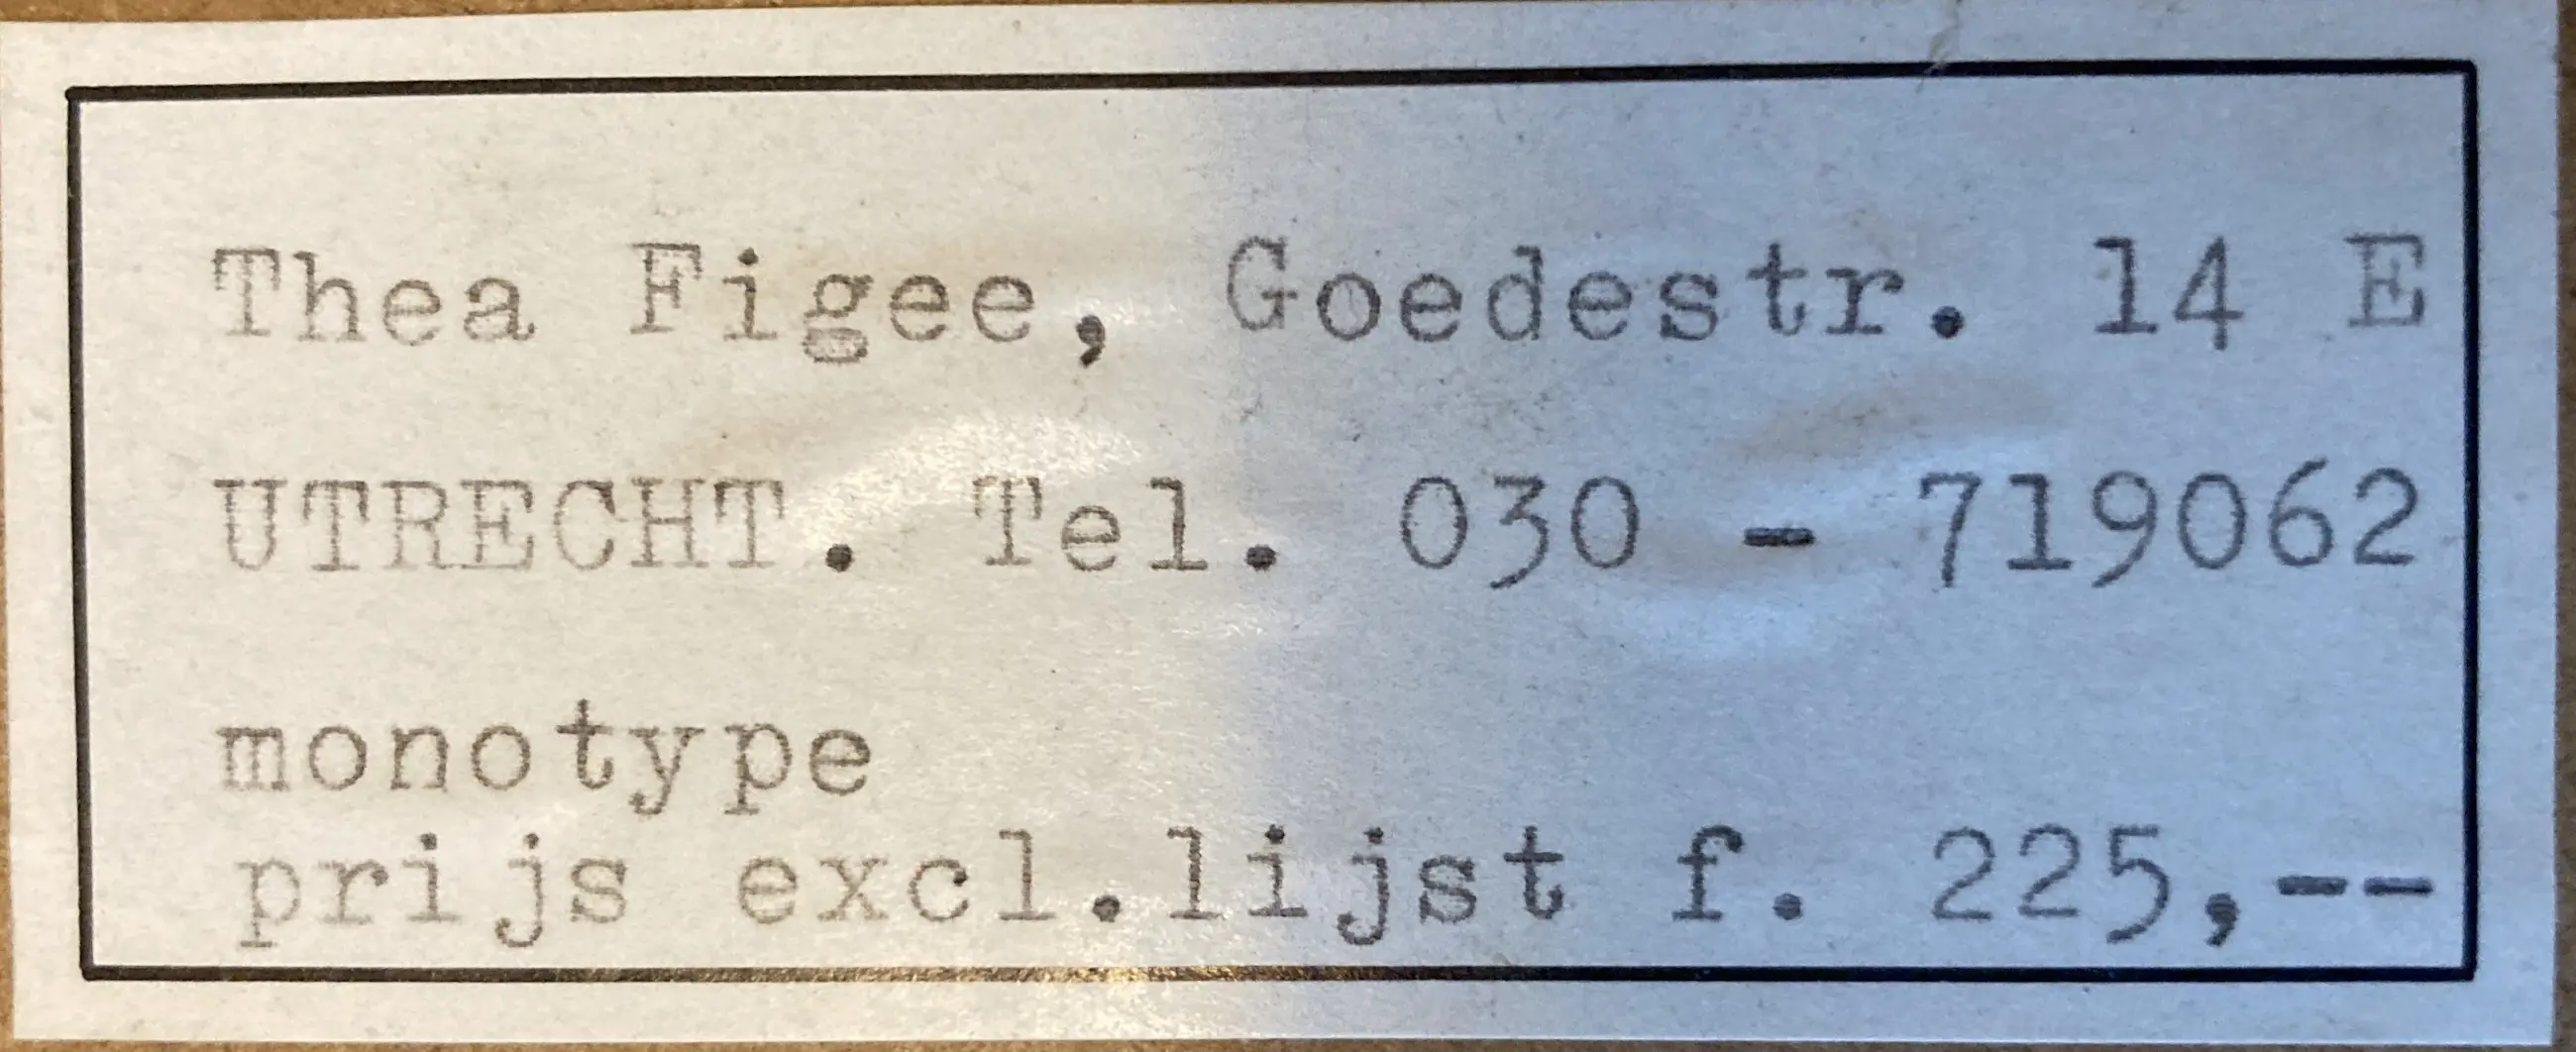 Thea Figee, Goedestr. 14 E
UTRECHT. Tel. 030 - 719062
monotype
prijs excl.lijst f. 225,--